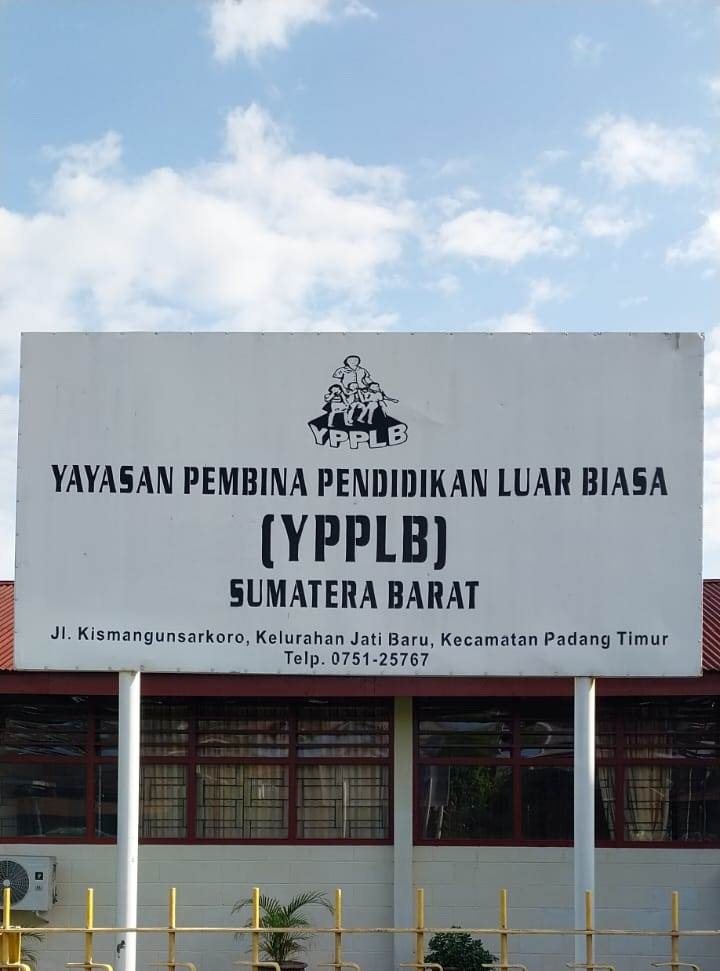 YPPLB
YAYASAN PEMBINA PENDIDIKAN LUAR BIASA
(YPPLB)
SUMATERA BARAT
Jl. Kismangunsarkoro, Kelurahan Jati Baru, Kecamatan Padang Timur
Telp. 0751-25767